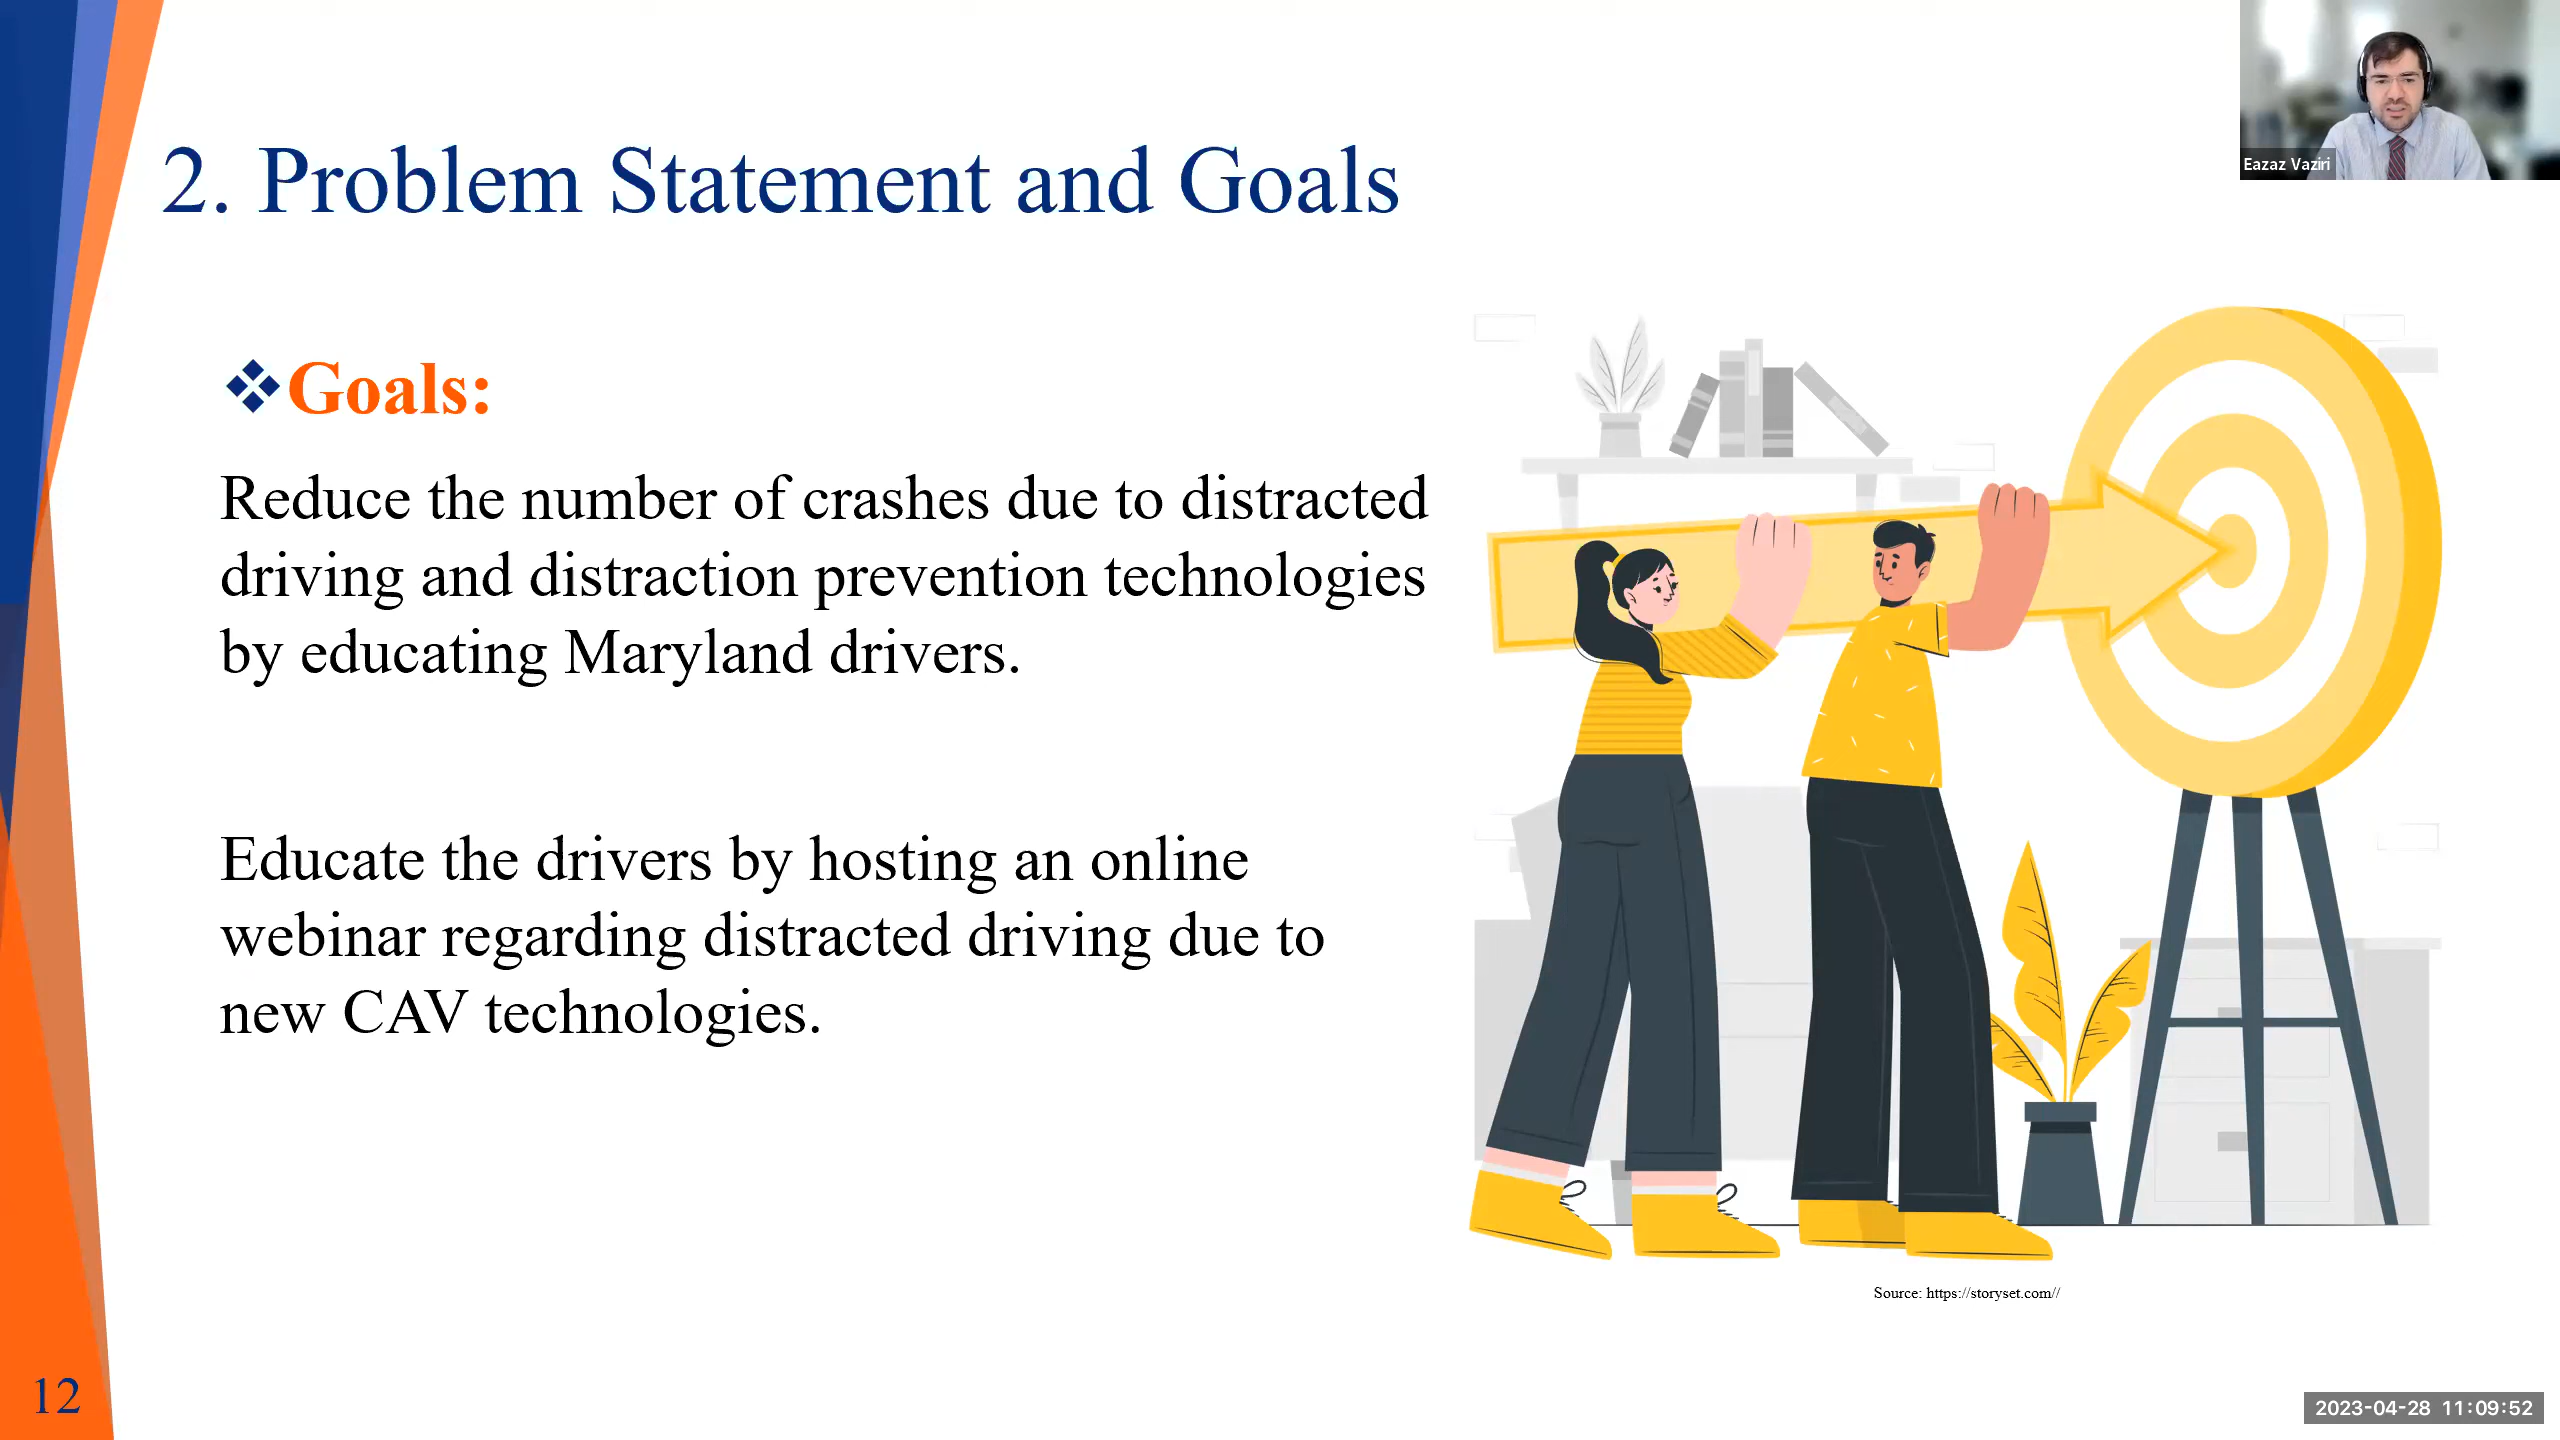 Eazaz Vaziri
2. Problem Statement and Goals
❖Goals:
Reduce the number of crashes due to distracted
driving and distraction prevention technologies
by educating Maryland drivers.
Educate the drivers by hosting an online
webinar regarding distracted driving due to
new CAV technologies.
Source: https://storyset.com//
12
2023-04-28 11:09:52